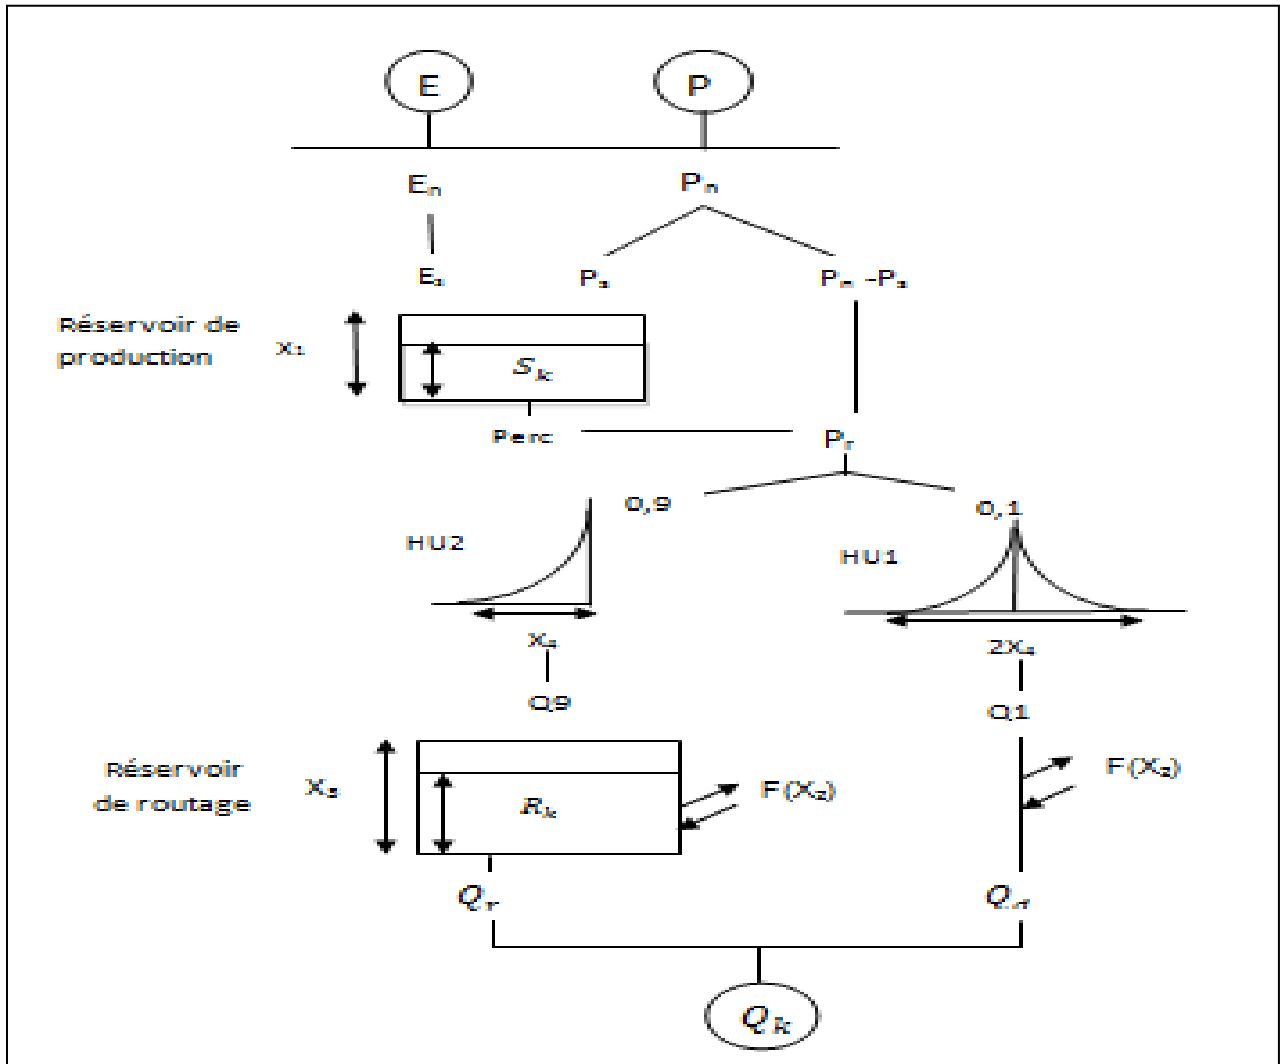 E P
Eₙ Pₙ
Eₛ Pₛ Pₙ -Pₛ
Réservoir de
production
X₁
Sₖ
Perc Pᵣ
0,9 0,1
HU2 HU1
X₄ 2X₄
Q9 Q1
Réservoir
de routage
X₃
Rₖ
F(X₂) F(X₂)
Qᵣ Q𝑑
Qₖ